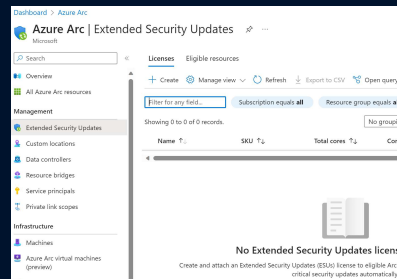 Dashboard > Azure Arc
Azure Arc | Extended Security Updates
Microsoft
Search
Overview
All Azure Arc resources
Management
Extended Security Updates
Custom locations
Data controllers
Resource bridges
Service principals
Private link scopes
Infrastructure
Machines
Azure Arc virtual machines (preview)
Licenses Eligible resources
Create Manage view Refresh Export to CSV Open query
Filter for any field... Subscription equals all Resource group equals
Showing 0 to 0 of 0 records.
No groupi
Name SKU Total cores
No Extended Security Updates licens
Create and attach an Extended Security Updates (ESUs) license to eligible Arc
critical security updates automatically